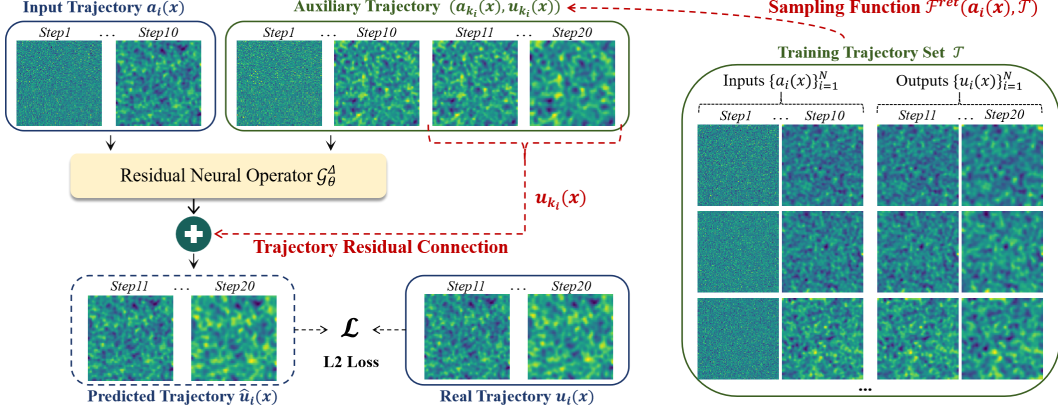 Input Trajectory a_i(x)
Auxiliary Trajectory (a_{k_i}(x), u_{k_i}(x))
Sampling Function ℱ^{ret}(a_i(x), 𝒯)
Step1 ... Step10
Step1 ... Step10 Step11 ... Step20
Training Trajectory Set 𝒯
Inputs {a_i(x)}_{i=1}^N Outputs {u_i(x)}_{i=1}^N
Step1 ... Step10 Step11 ... Step20
Residual Neural Operator 𝒢_θ^Δ
u_{k_i}(x)
Trajectory Residual Connection
Step11 ... Step20
Step11 ... Step20
ℒ
L2 Loss
Predicted Trajectory û_i(x)
Real Trajectory u_i(x)
...